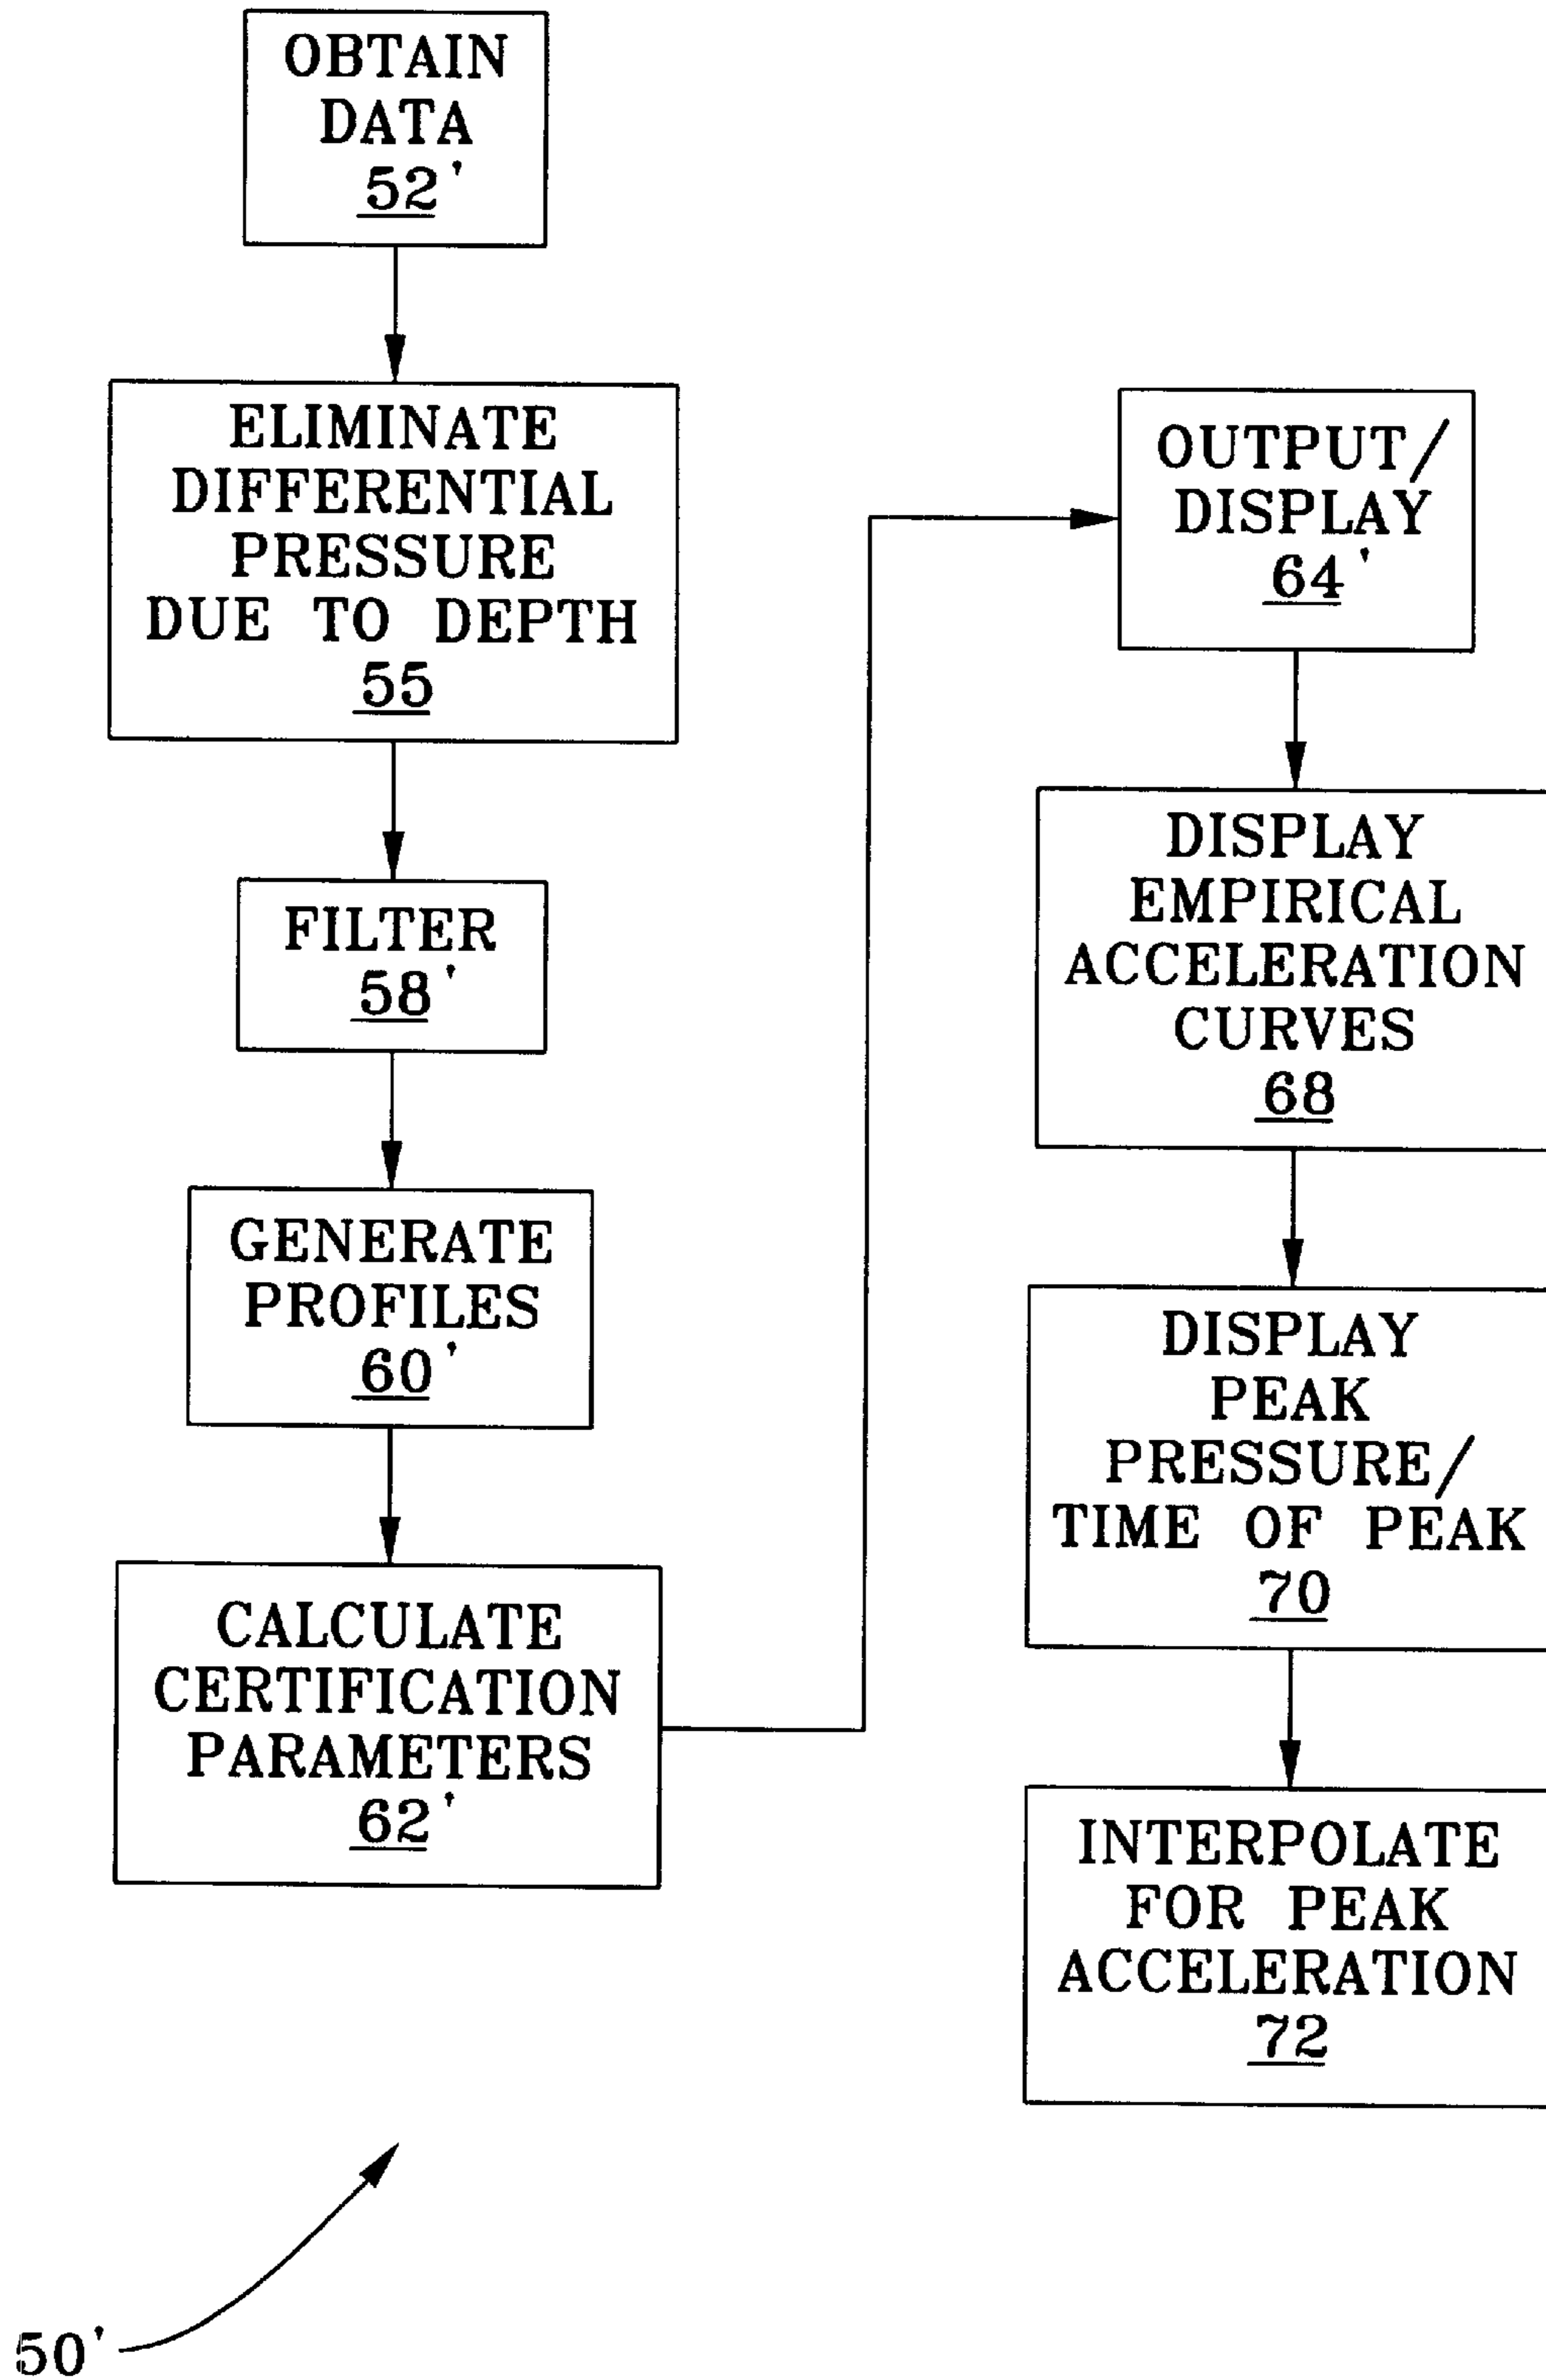 OBTAIN
DATA
52'
ELIMINATE
DIFFERENTIAL
PRESSURE
DUE TO DEPTH
55
FILTER
58'
GENERATE
PROFILES
60'
CALCULATE
CERTIFICATION
PARAMETERS
62'
OUTPUT/
DISPLAY
64'
DISPLAY
EMPIRICAL
ACCELERATION
CURVES
68
DISPLAY
PEAK
PRESSURE/
TIME OF PEAK
70
INTERPOLATE
FOR PEAK
ACCELERATION
72
50'